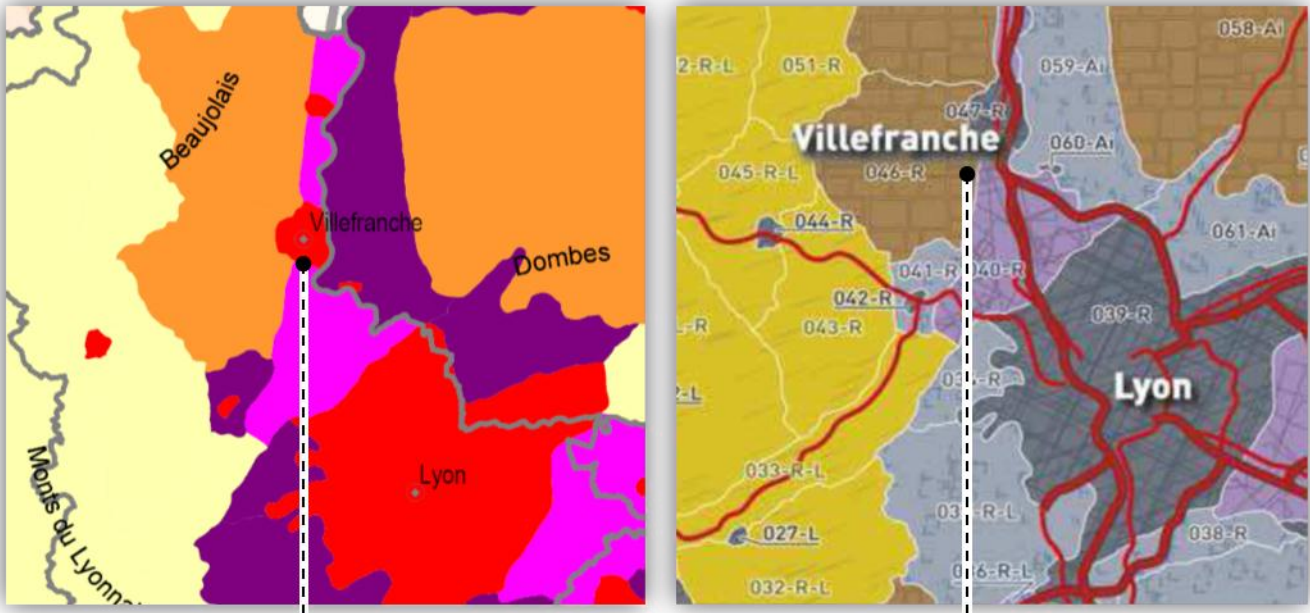 Beaujolais
Villefranche
Dombes
Lyon
Monts du Lyonna
058-Ai
2-R-L
051-R
059-Ai
047-R
Villefranche
060-Ai
045-R-L
046-R
044-R
061-Ai
041-R
040-R
042-R
-R
043-R
039-R
Lyon
-L
033-R-L
027-L
038-R
032-R-L